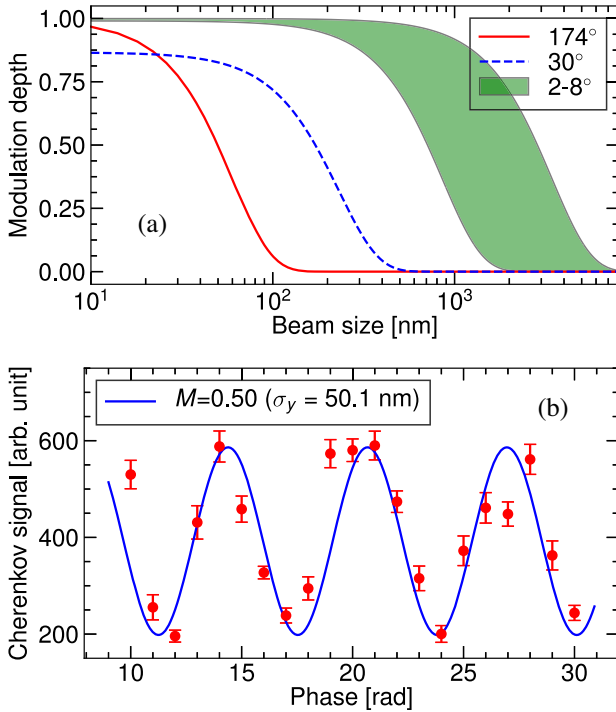 1.00
0.75
0.50
0.25
0.00
Modulation depth
(a)
174°
30°
2-8°
10¹ 10² 10³
Beam size [nm]
M=0.50 (σ_y = 50.1 nm)
(b)
600
400
200
Cherenkov signal [arb. unit]
10 15 20 25 30
Phase [rad]